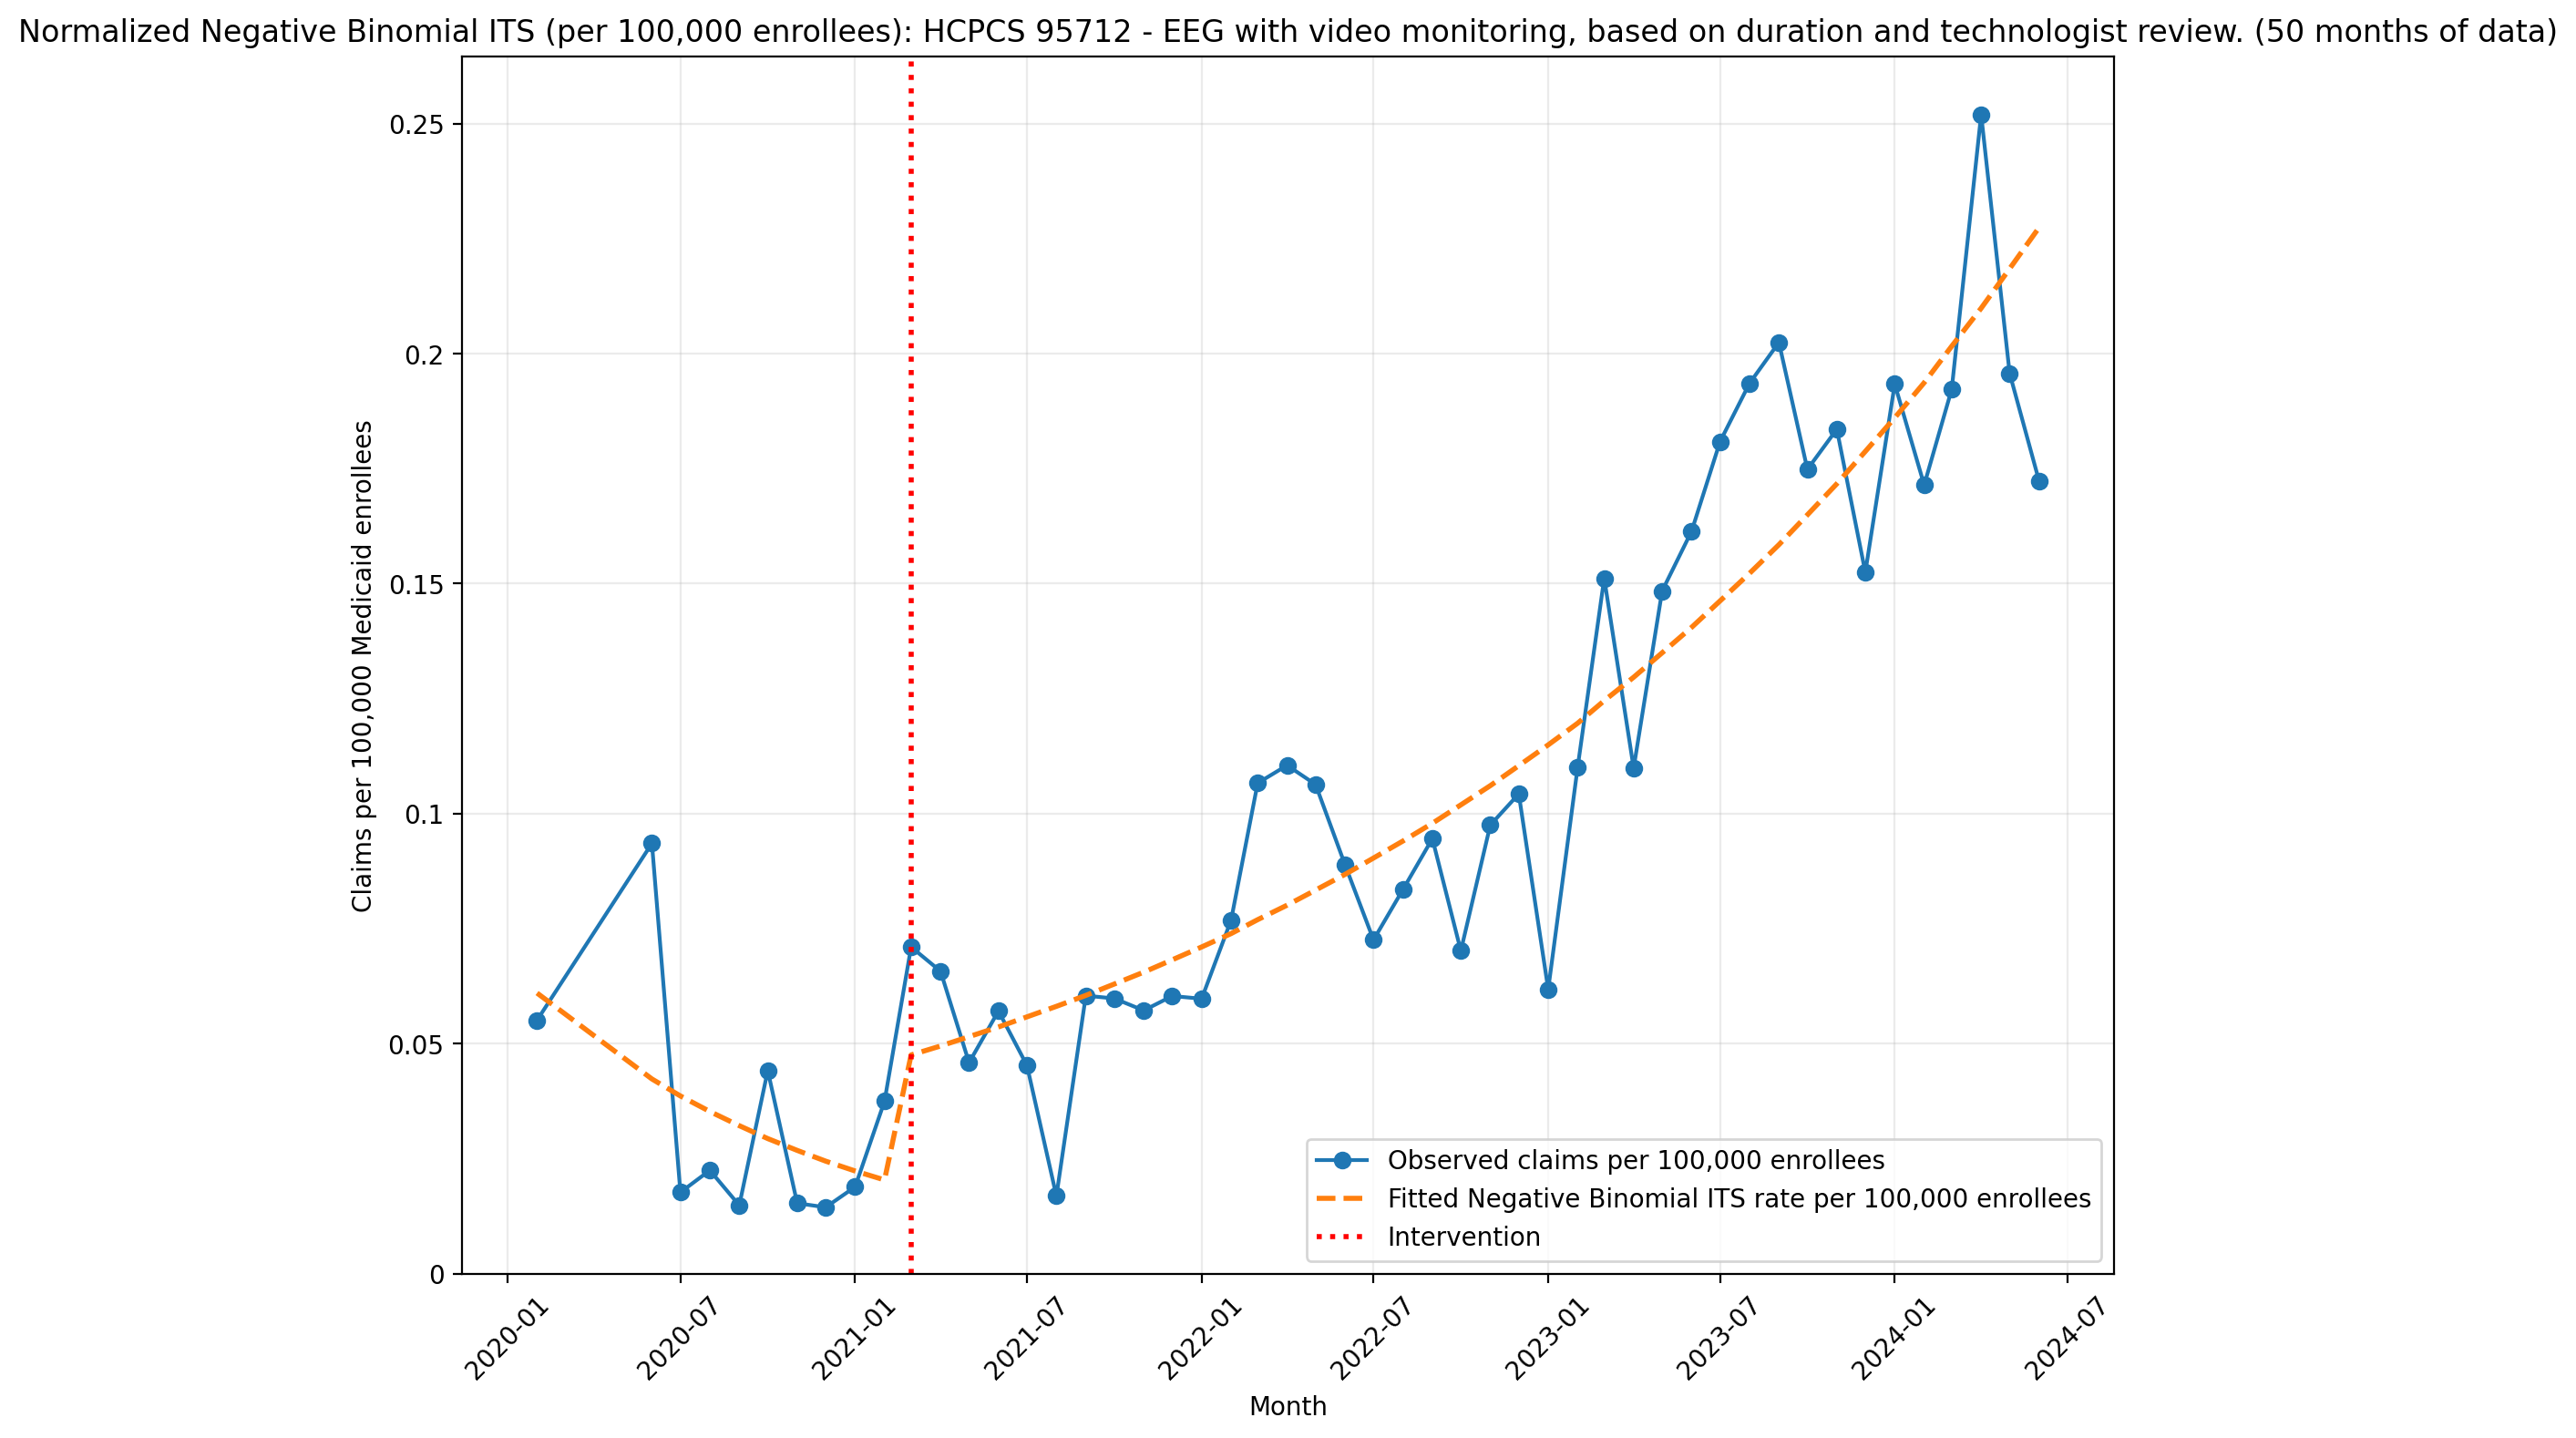 Normalized Negative Binomial ITS (per 100,000 enrollees): HCPCS 95712 - EEG with video monitoring, based on duration and technologist review. (50 months of data)
Claims per 100,000 Medicaid enrollees
0.25
0.2
0.15
0.1
0.05
0
Observed claims per 100,000 enrollees
Fitted Negative Binomial ITS rate per 100,000 enrollees
Intervention
2020-01
2020-07
2021-01
2021-07
2022-01
2022-07
2023-01
2023-07
2024-01
2024-07
Month